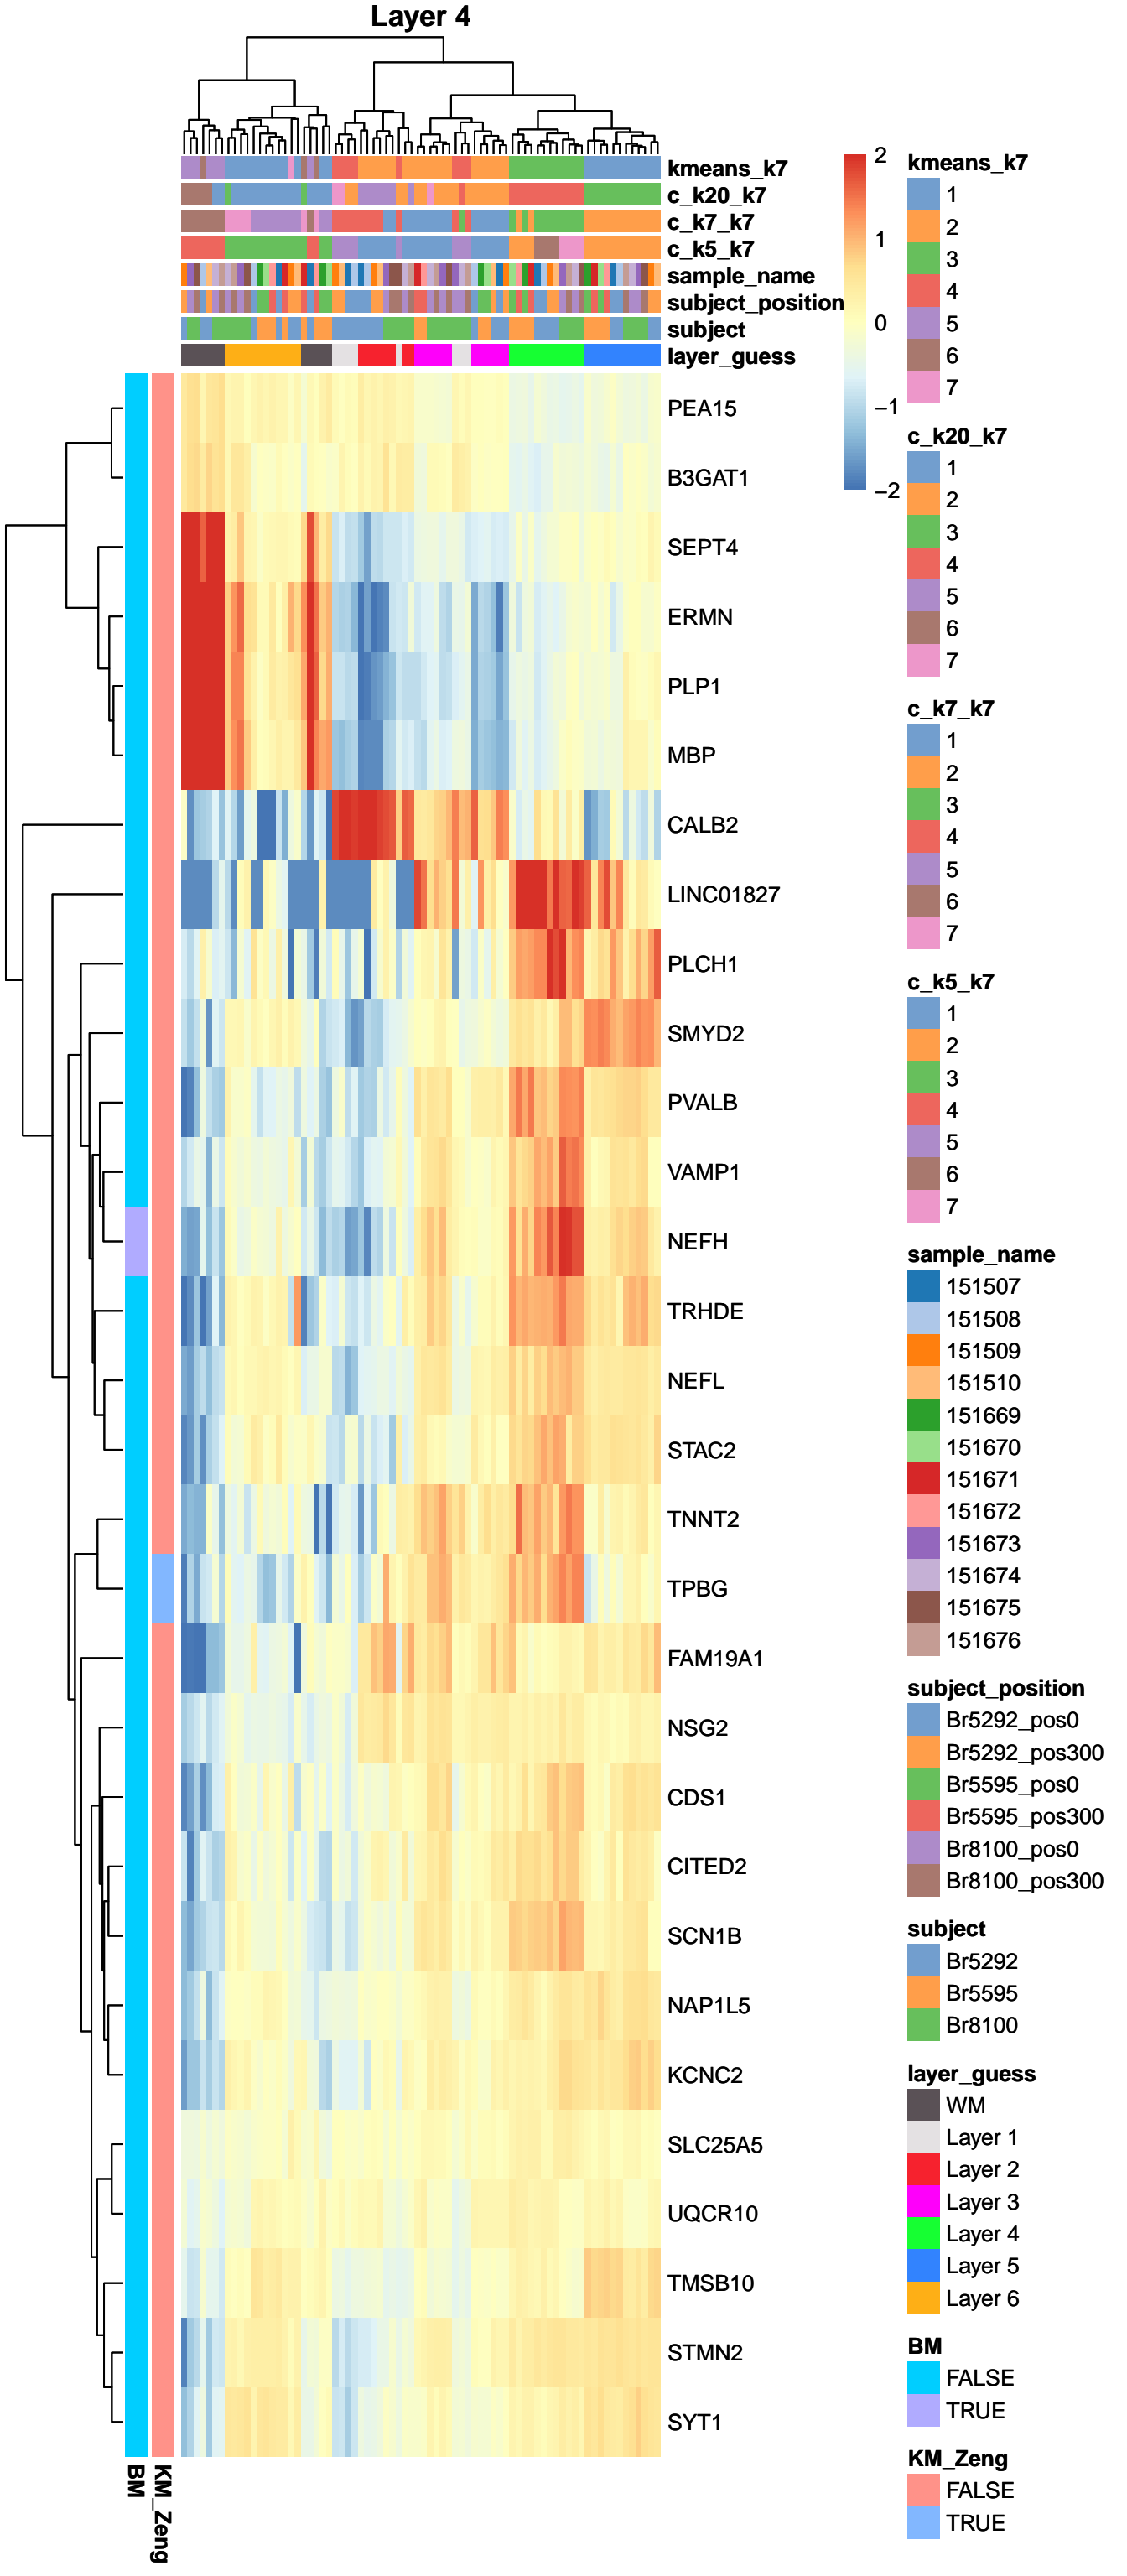 Layer 4
kmeans_k7
c_k20_k7
c_k7_k7
c_k5_k7
sample_name
subject_position
subject
layer_guess
PEA15
B3GAT1
SEPT4
ERMN
PLP1
MBP
CALB2
LINC01827
PLCH1
SMYD2
PVALB
VAMP1
NEFH
TRHDE
NEFL
STAC2
TNNT2
TPBG
FAM19A1
NSG2
CDS1
CITED2
SCN1B
NAP1L5
KCNC2
SLC25A5
UQCR10
TMSB10
STMN2
SYT1
BM
KM_Zeng
2
1
0
−1
−2
kmeans_k7
1
2
3
4
5
6
7
c_k20_k7
1
2
3
4
5
6
7
c_k7_k7
1
2
3
4
5
6
7
c_k5_k7
1
2
3
4
5
6
7
sample_name
151507
151508
151509
151510
151669
151670
151671
151672
151673
151674
151675
151676
subject_position
Br5292_pos0
Br5292_pos300
Br5595_pos0
Br5595_pos300
Br8100_pos0
Br8100_pos300
subject
Br5292
Br5595
Br8100
layer_guess
WM
Layer 1
Layer 2
Layer 3
Layer 4
Layer 5
Layer 6
BM
FALSE
TRUE
KM_Zeng
FALSE
TRUE